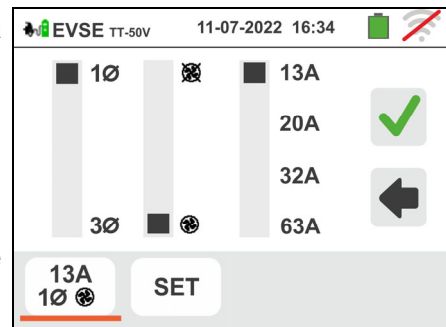 EVSE TT-50V 11-07-2022 16:34
1Ø 13A
20A
32A
3Ø 63A
13A
1Ø
SET